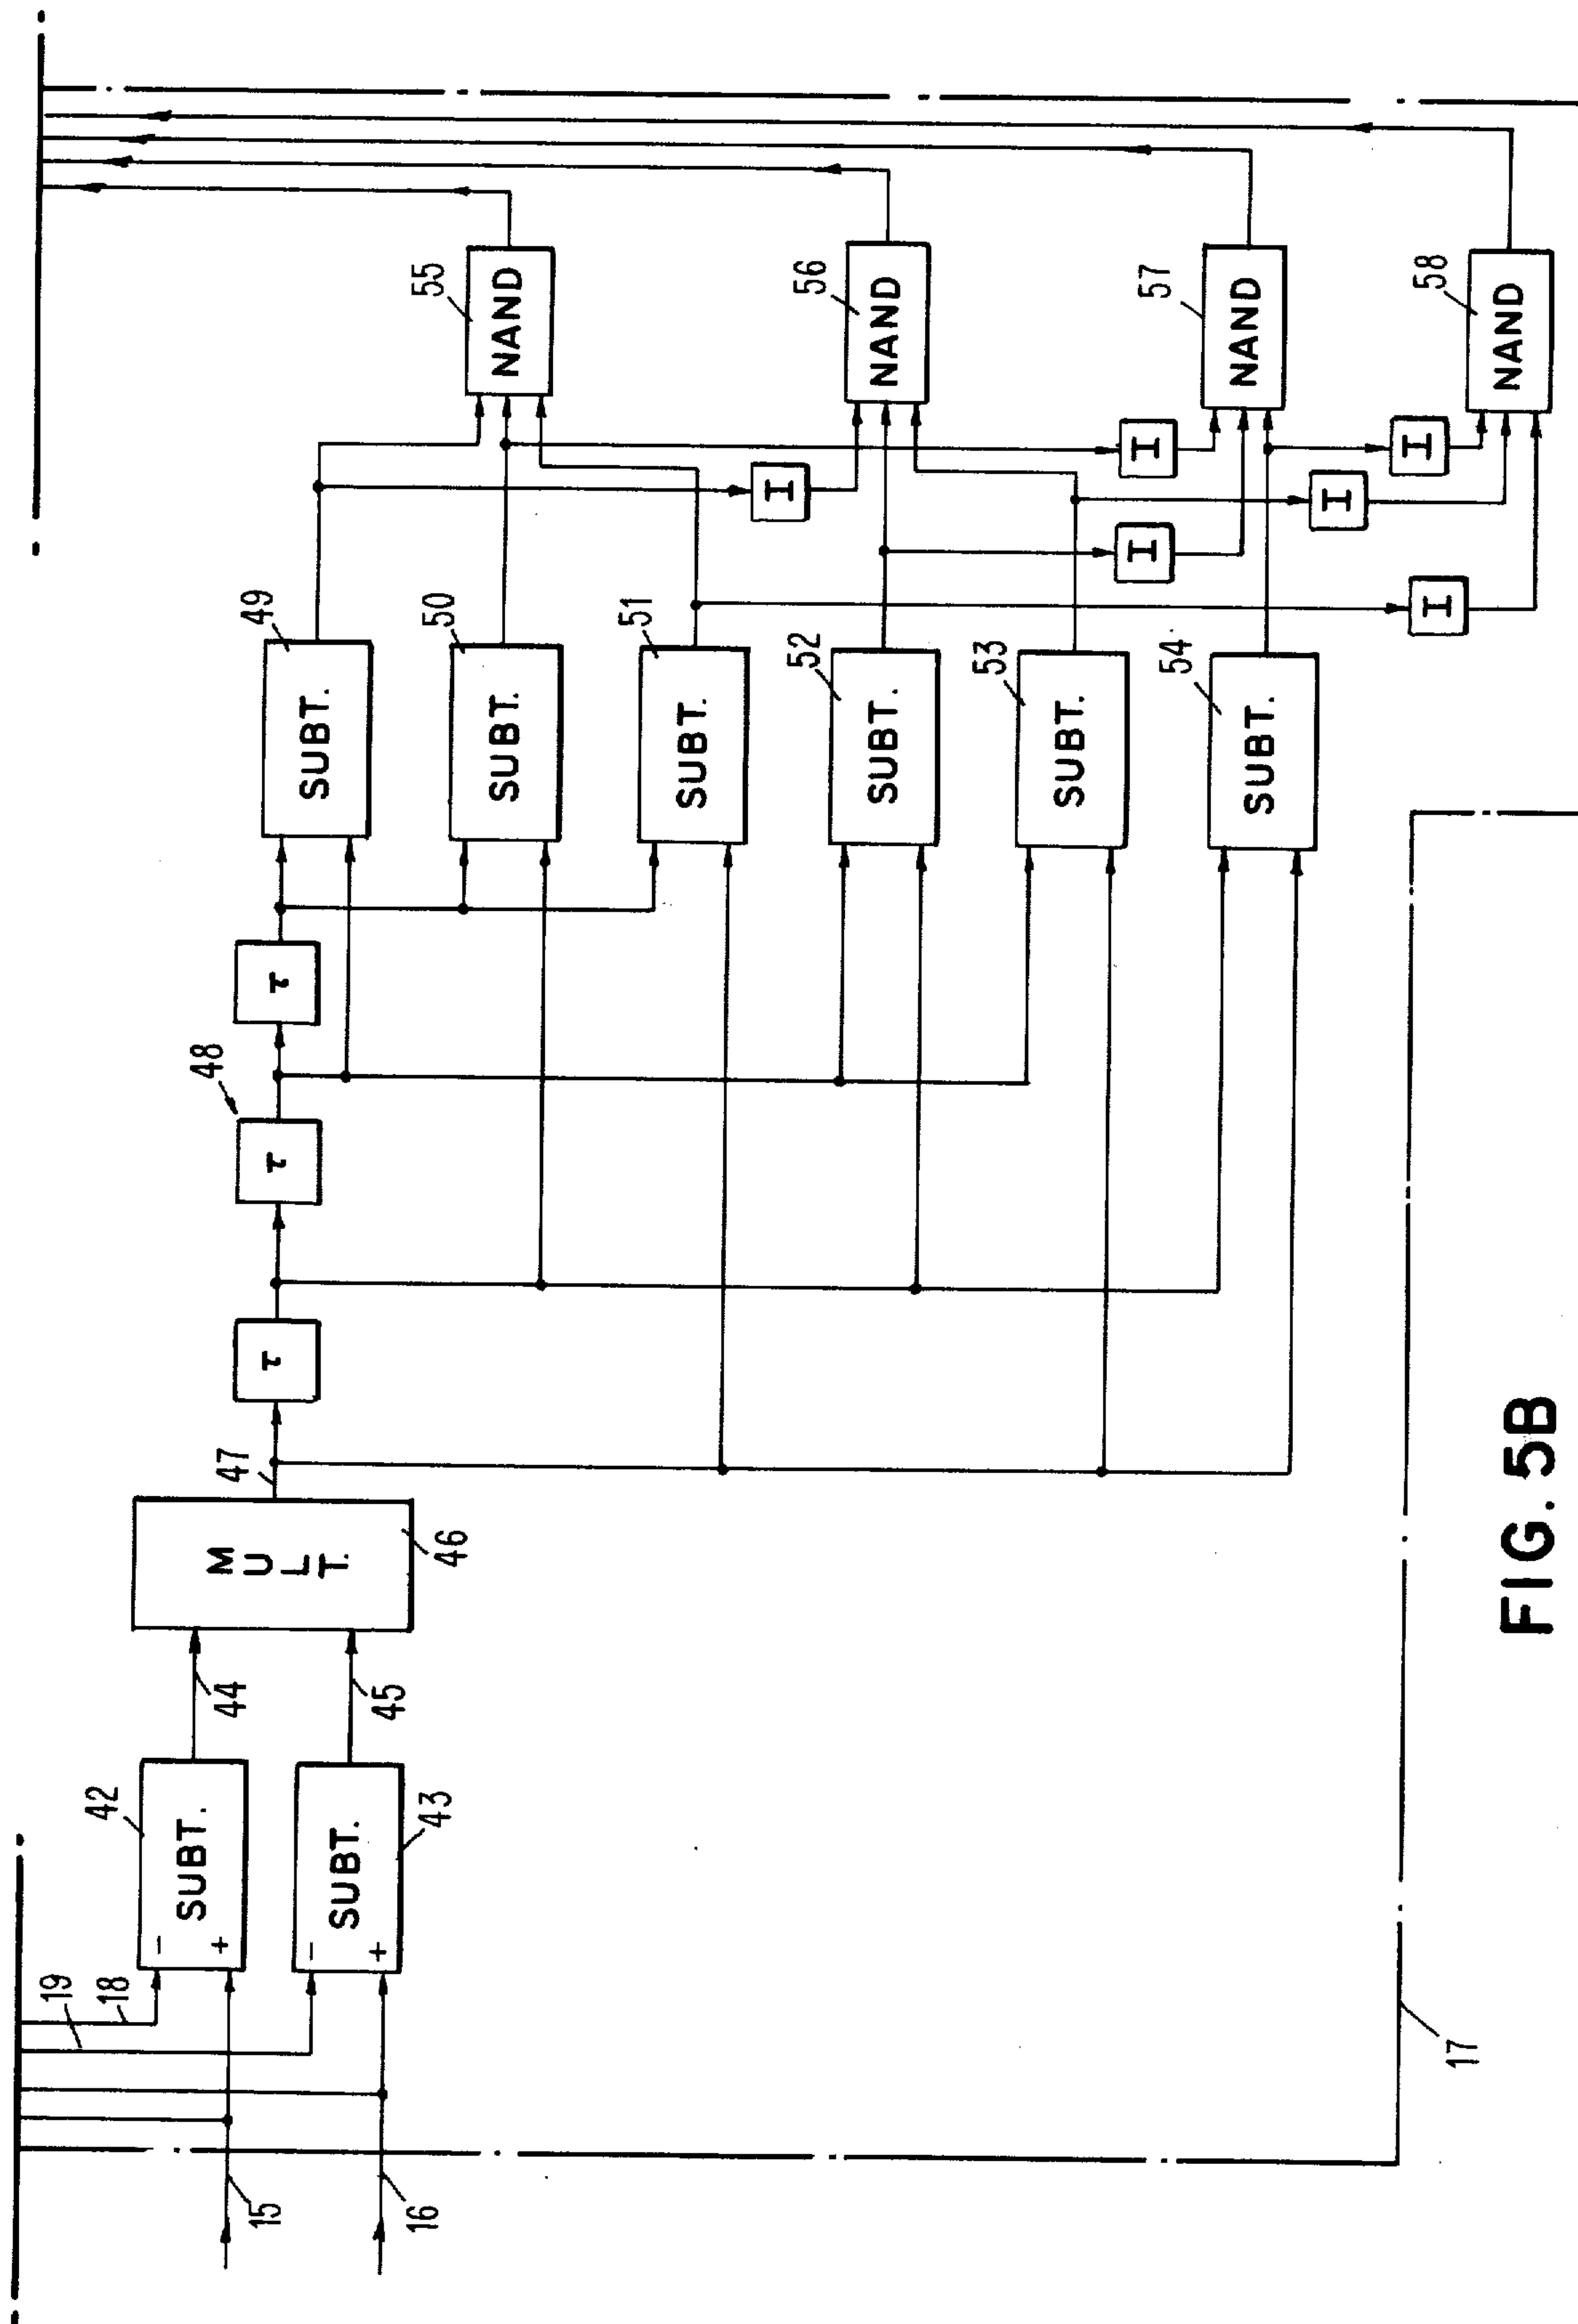 15
16
19
18
42
- SUBT. +
43
- SUBT. +
44
45
MULT.
46
47
τ
48
τ
τ
49
SUBT.
50
SUBT.
51
SUBT.
52
SUBT.
53
SUBT.
54
SUBT.
I
I
I
I
I
I
55
NAND
56
NAND
57
NAND
58
NAND
17
FIG. 5B